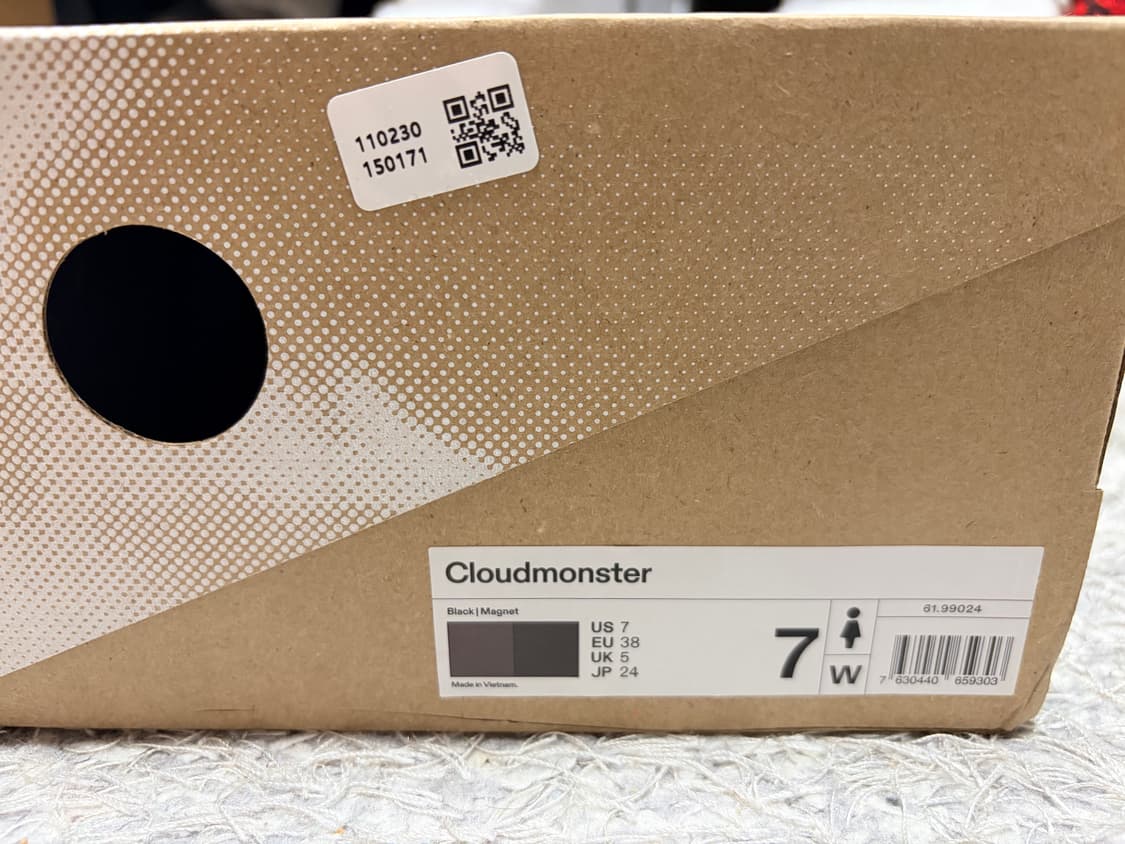 110230
150171
Cloudmonster
Black | Magnet
61.99024
US 7
EU 38
UK 5
JP 24
7
W
Made in Vietnam.
7 630440 659303